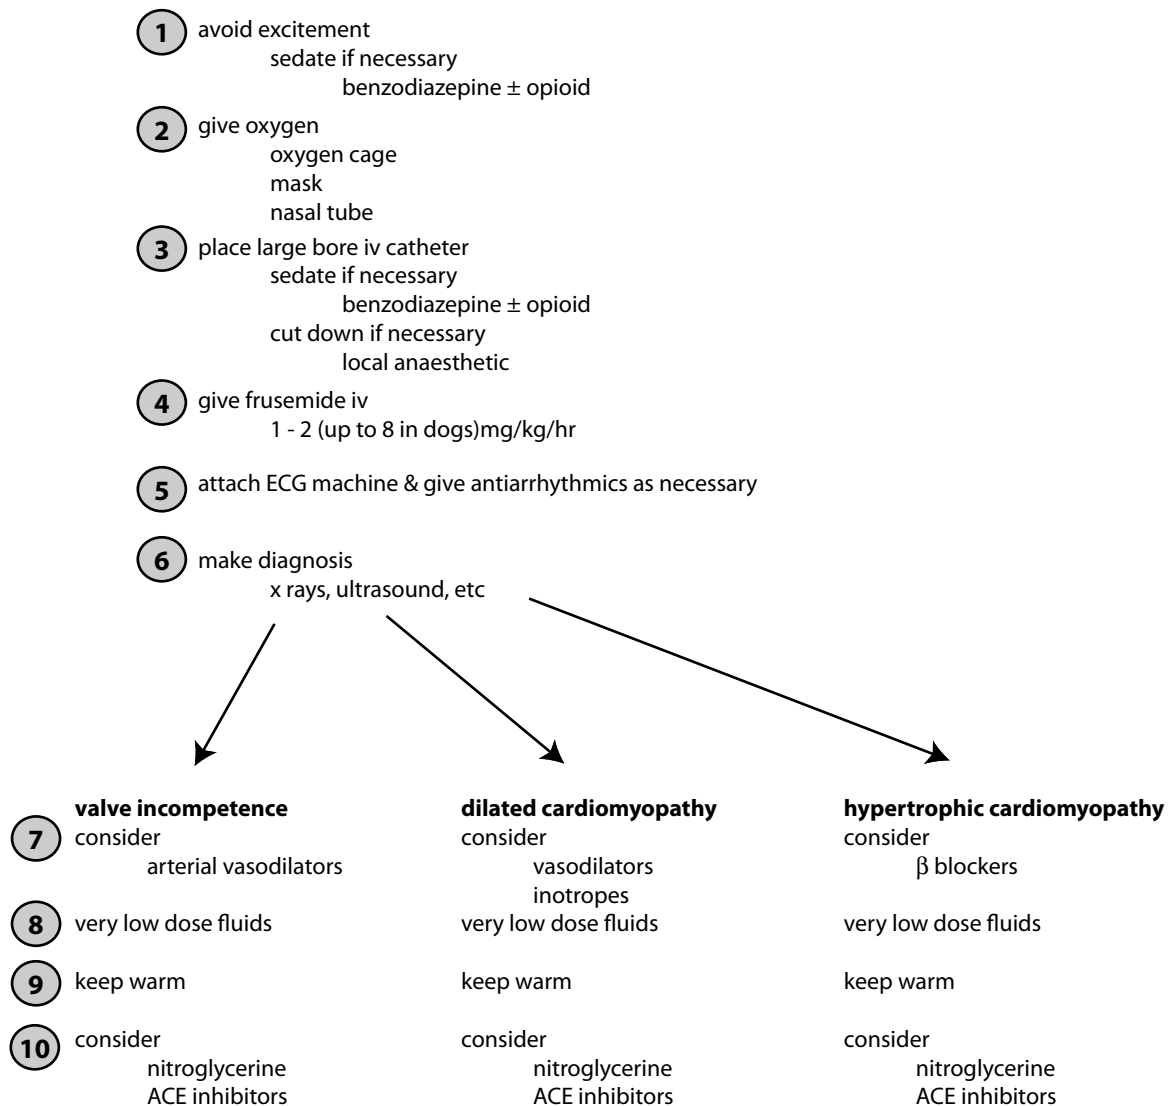 1 avoid excitement
sedate if necessary
benzodiazepine ± opioid
2 give oxygen
oxygen cage
mask
nasal tube
3 place large bore iv catheter
sedate if necessary
benzodiazepine ± opioid
cut down if necessary
local anaesthetic
4 give frusemide iv
1 - 2 (up to 8 in dogs)mg/kg/hr
5 attach ECG machine & give antiarrhythmics as necessary
6 make diagnosis
x rays, ultrasound, etc
valve incompetence dilated cardiomyopathy hypertrophic cardiomyopathy
7 consider consider consider
arterial vasodilators vasodilators β blockers
inotropes
8 very low dose fluids very low dose fluids very low dose fluids
9 keep warm keep warm keep warm
10 consider consider consider
nitroglycerine nitroglycerine nitroglycerine
ACE inhibitors ACE inhibitors ACE inhibitors